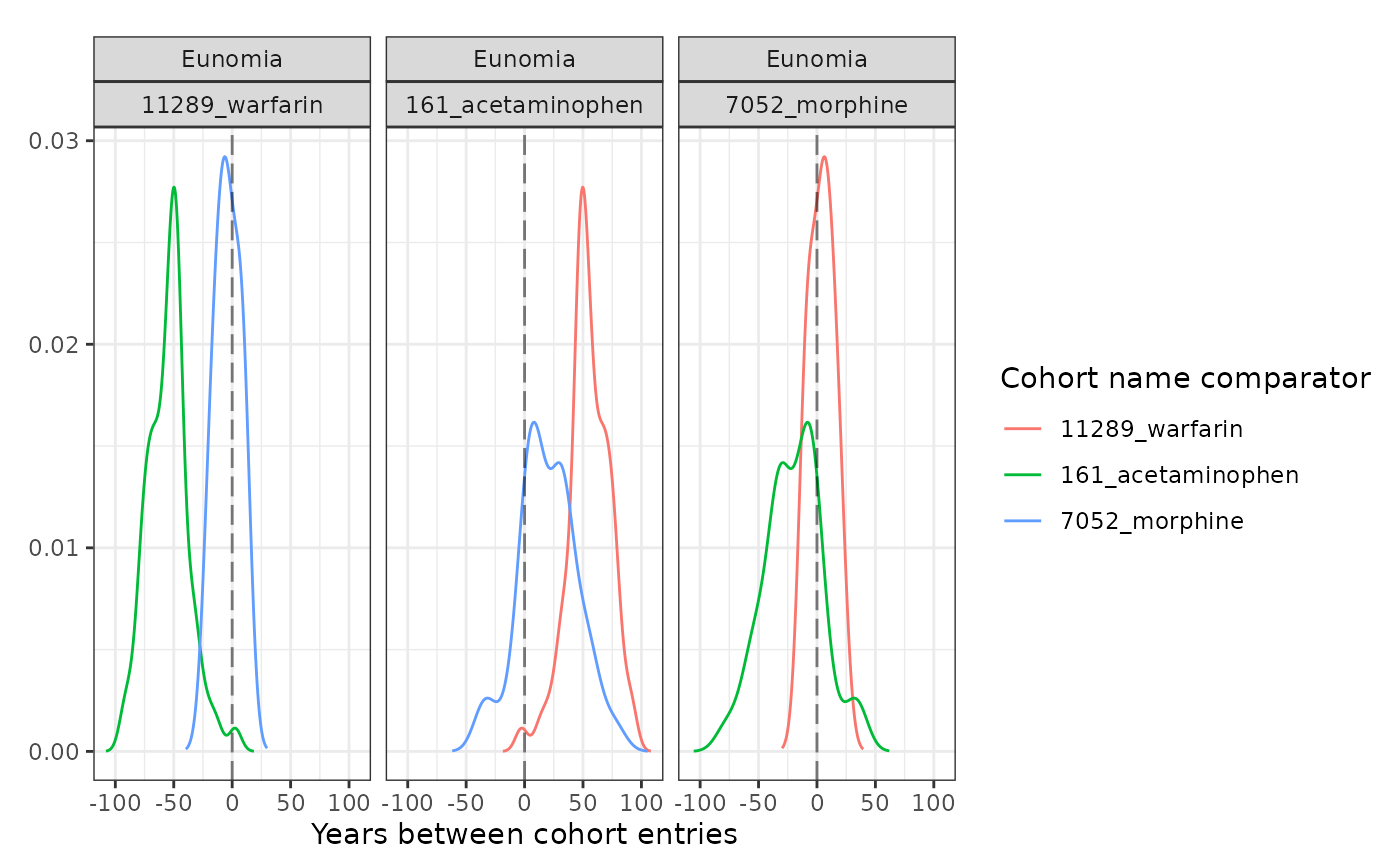 Eunomia Eunomia Eunomia
11289_warfarin 161_acetaminophen 7052_morphine
0.03
0.02
0.01
0.00
-100 -50 0 50 100 -100 -50 0 50 100 -100 -50 0 50 100
Years between cohort entries
Cohort name comparator
11289_warfarin
161_acetaminophen
7052_morphine